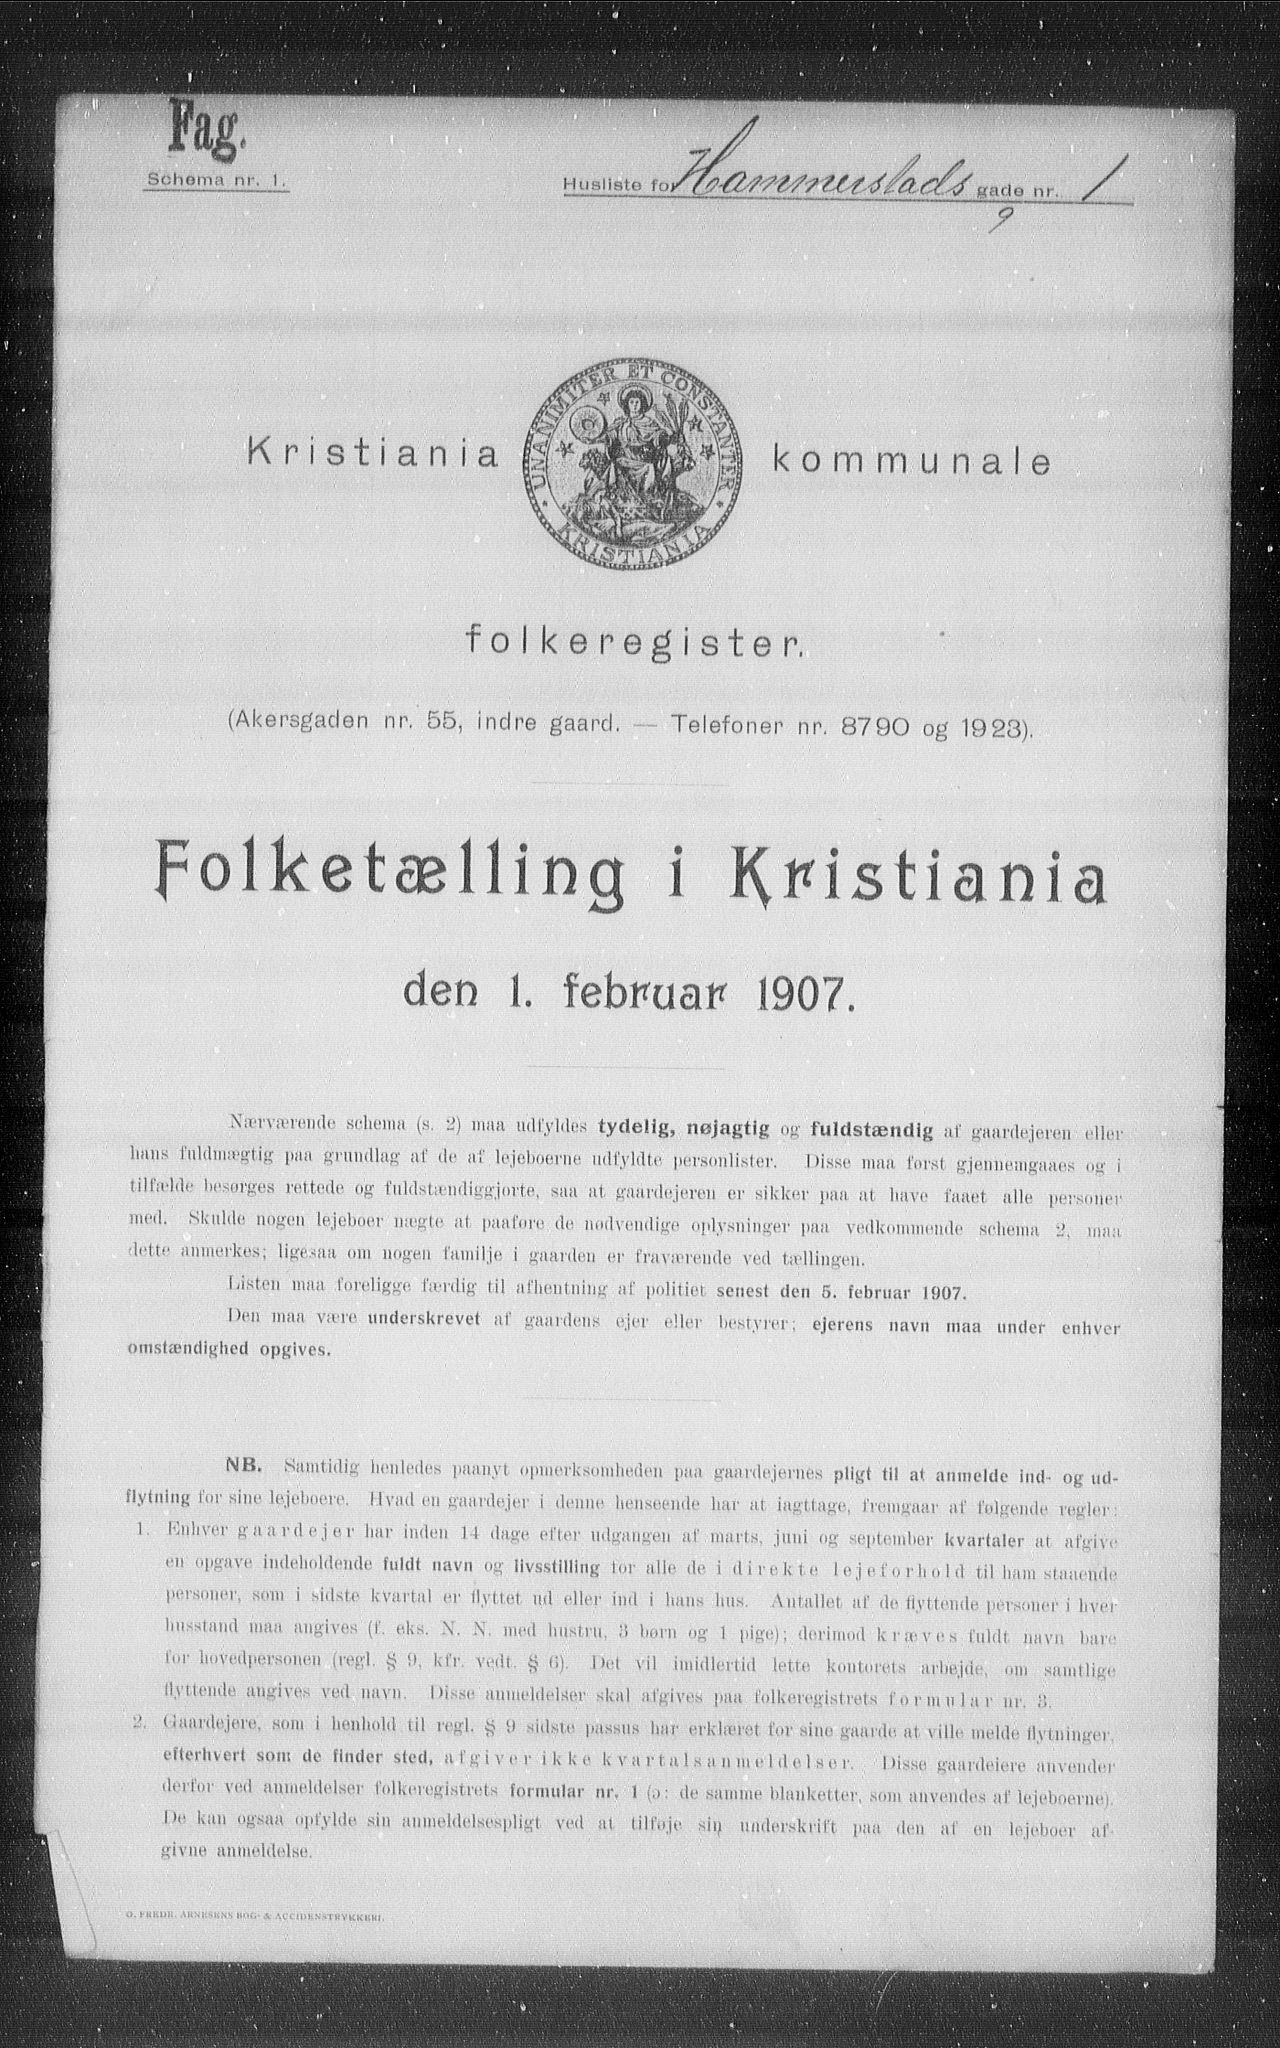 Fag.
Schema nr. 1.
Husliste for Hammerstads gade nr. 1
9
UNANIMITER ET CONSTANTER
KRISTIANIA
Kristiania kommunale
folkeregister.
(Akersgaden nr. 55, indre gaard. — Telefoner nr. 8790 og 1923).
Folketælling i Kristiania
den 1. februar 1907.
Nærværende schema (s. 2) maa udfyldes tydelig, nøjagtig og fuldstændig af gaardejeren eller
hans fuldmægtig paa grundlag af de af lejeboerne udfyldte personlister. Disse maa først gjennemgaaes og i
tilfælde besørges rettede og fuldstændiggjorte, saa at gaardejeren er sikker paa at have faaet alle personer
med. Skulde nogen lejeboer nægte at paaføre de nødvendige oplysninger paa vedkommende schema 2, maa
dette anmerkes; ligesaa om nogen familje i gaarden er fraværende ved tællingen.
Listen maa foreligge færdig til afhentning af politiet senest den 5. februar 1907.
Den maa være underskrevet af gaardens ejer eller bestyrer; ejerens navn maa under enhver
omstændighed opgives.
NB. Samtidig henledes paanyt opmerksomheden paa gaardejernes pligt til at anmelde ind- og ud-
flytning for sine lejeboere. Hvad en gaardejer i denne henseende har at iagttage, fremgaar af følgende regler:
1. Enhver gaardejer har inden 14 dage efter udgangen af marts, juni og september kvartaler at afgive
en opgave indeholdende fuldt navn og livsstilling for alle de i direkte lejeforhold til ham staaende
personer, som i sidste kvartal er flyttet ud eller ind i hans hus. Antallet af de flyttende personer i hver
husstand maa angives (f. eks. N. N. med hustru, 3 børn og 1 pige); derimod kræves fuldt navn bare
for hovedpersonen (regl. § 9, kfr. vedt. § 6). Det vil imidlertid lette kontorets arbejde, om samtlige
flyttende angives ved navn. Disse anmeldelser skal afgives paa folkeregistrets formular nr. 3.
2. Gaardejere, som i henhold til regl. § 9 sidste passus har erklæret for sine gaarde at ville melde flytninger,
efterhvert som de finder sted, afgiver ikke kvartalsanmeldelser. Disse gaardeiere anvender
derfor ved anmeldelser folkeregistrets formular nr. 1 (ɔ: de samme blanketter, som anvendes af lejeboerne).
De kan ogsaa opfylde sin anmeldelsespligt ved at tilføje sin underskrift paa den af en lejeboer af-
givne anmeldelse.
O. FREDR. ARNESENS BOG- & ACCIDENSTRYKKERI.